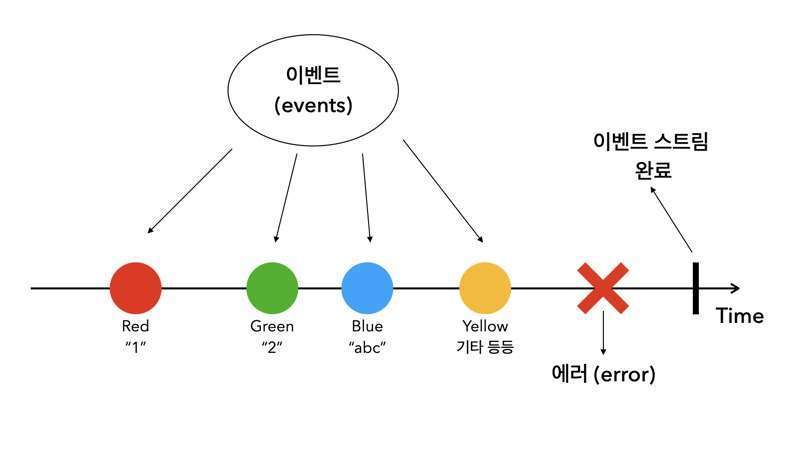 이벤트
(events)
이벤트 스트림
완료
Time
Red
"1"
Green
"2"
Blue
"abc"
Yellow
기타 등등
에러 (error)